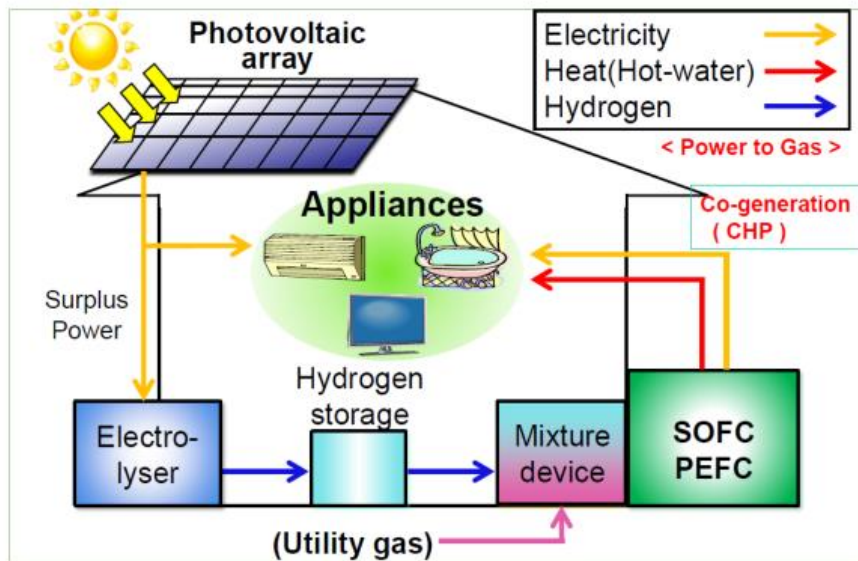 Photovoltaic
array
Electricity
Heat(Hot-water)
Hydrogen
< Power to Gas >
Co-generation
( CHP )
Appliances
Surplus
Power
Hydrogen
storage
Electro-
lyser
Mixture
device
SOFC
PEFC
(Utility gas)